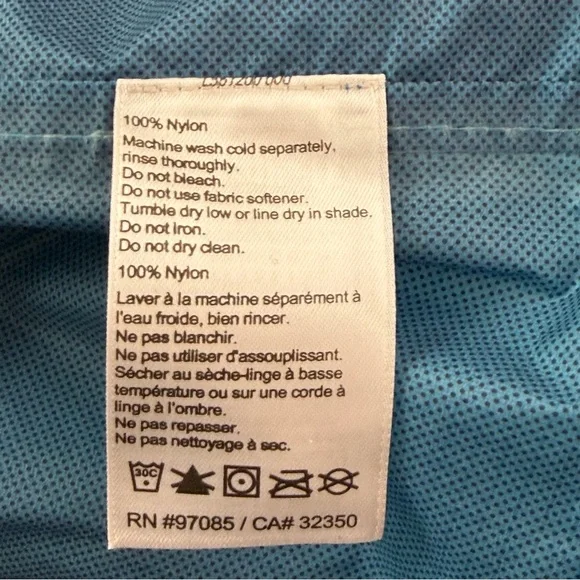 100% Nylon
Machine wash cold separately,
rinse thoroughly.
Do not bleach.
Do not use fabric softener.
Tumble dry low or line dry in shade.
Do not iron.
Do not dry clean.
100% Nylon
Laver à la machine séparément à
l'eau froide, bien rincer.
Ne pas blanchir.
Ne pas utiliser d'assouplissant.
Sécher au sèche-linge à basse
température ou sur une corde à
linge à l'ombre.
Ne pas repasser.
Ne pas nettoyage à sec.
30C
RN #97085 / CA# 32350